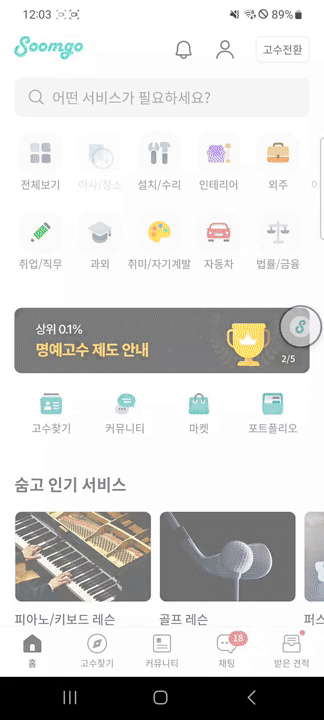 12:03
89%
Soomgo
고수전환
어떤 서비스가 필요하세요?
전체보기
이사/청소
설치/수리
인테리어
외주
취업/직무
과외
취미/자기계발
자동차
법률/금융
상위 0.1%
명예고수 제도 안내
2/5
고수찾기
커뮤니티
마켓
포트폴리오
숨고 인기 서비스
피아노/키보드 레슨
골프 레슨
퍼스
홈
고수찾기
커뮤니티
18
채팅
받은 견적